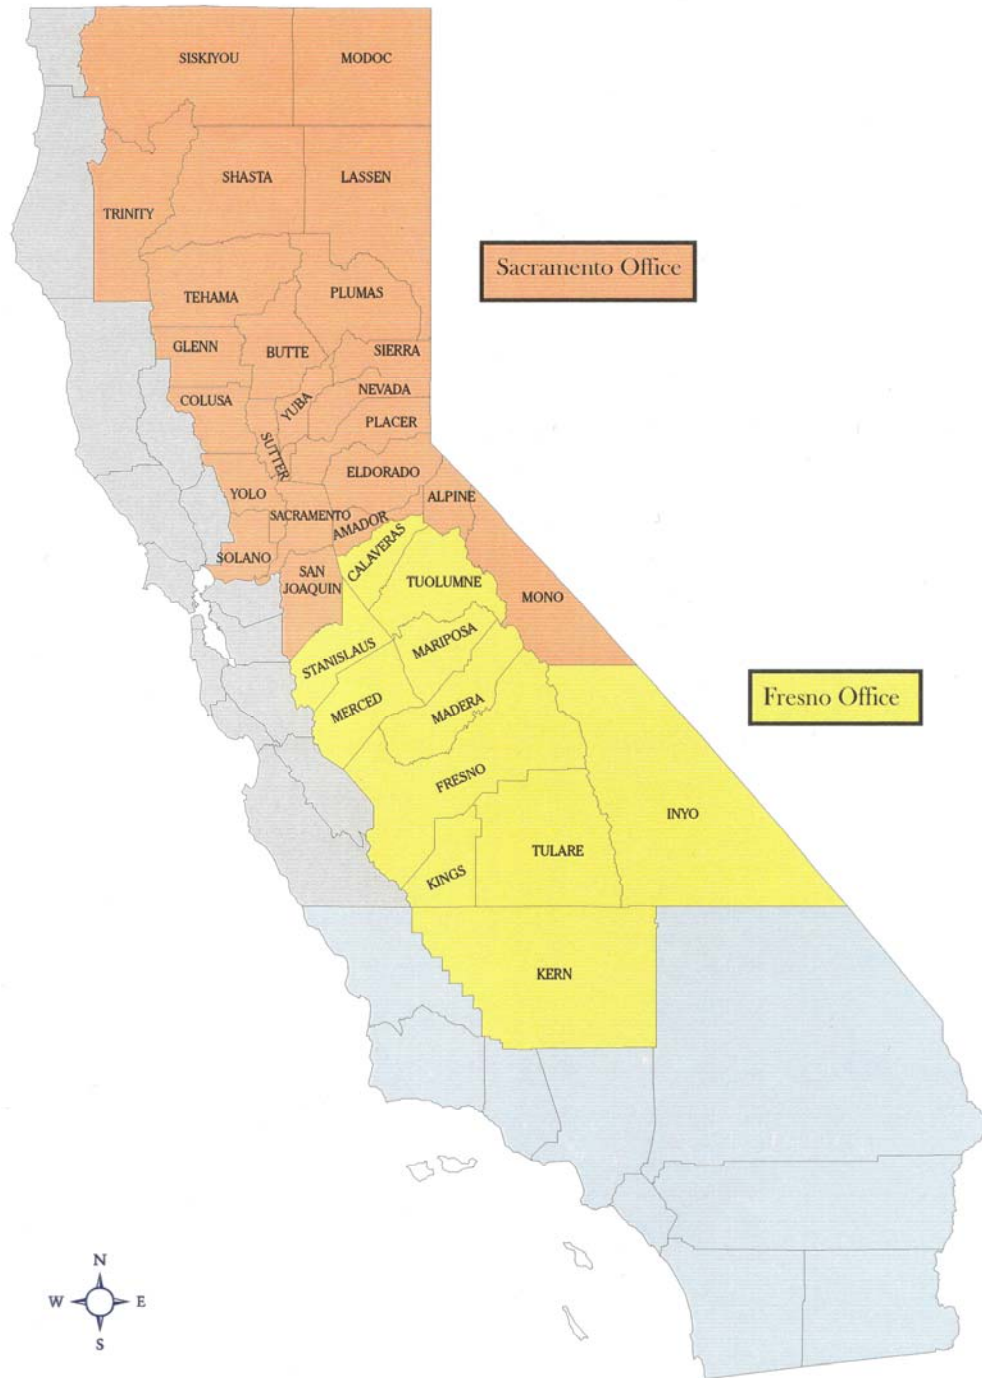 SISKIYOU
MODOC
SHASTA
LASSEN
TRINITY
Sacramento Office
TEHAMA
PLUMAS
GLENN
BUTTE
SIERRA
NEVADA
COLUSA
YUBA
PLACER
SUTTER
ELDORADO
YOLO
ALPINE
SACRAMENTO
AMADOR
CALAVERAS
SOLANO
SAN
JOAQUIN
TUOLUMNE
MONO
STANISLAUS
MARIPOSA
MERCED
MADERA
Fresno Office
FRESNO
INYO
TULARE
KINGS
KERN
N
W
E
S